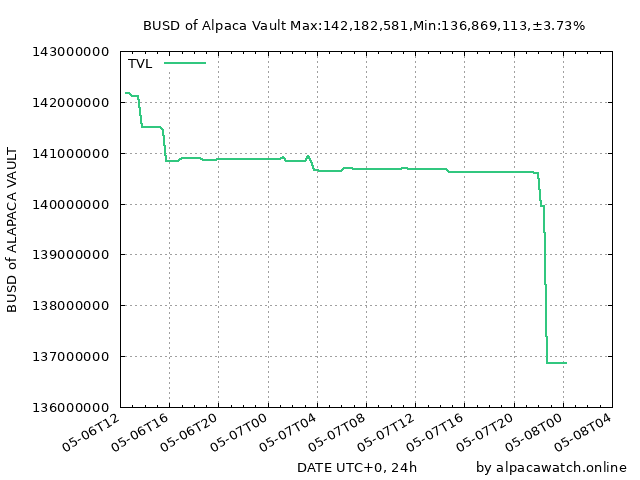 BUSD of Alpaca Vault Max:142,182,581,Min:136,869,113,±3.73%
TVL
143000000
142000000
141000000
140000000
139000000
138000000
137000000
136000000
BUSD of ALAPACA VAULT
05-06T12
05-06T16
05-06T20
05-07T00
05-07T04
05-07T08
05-07T12
05-07T16
05-07T20
05-08T00
05-08T04
DATE UTC+0, 24h
by alpacawatch.online